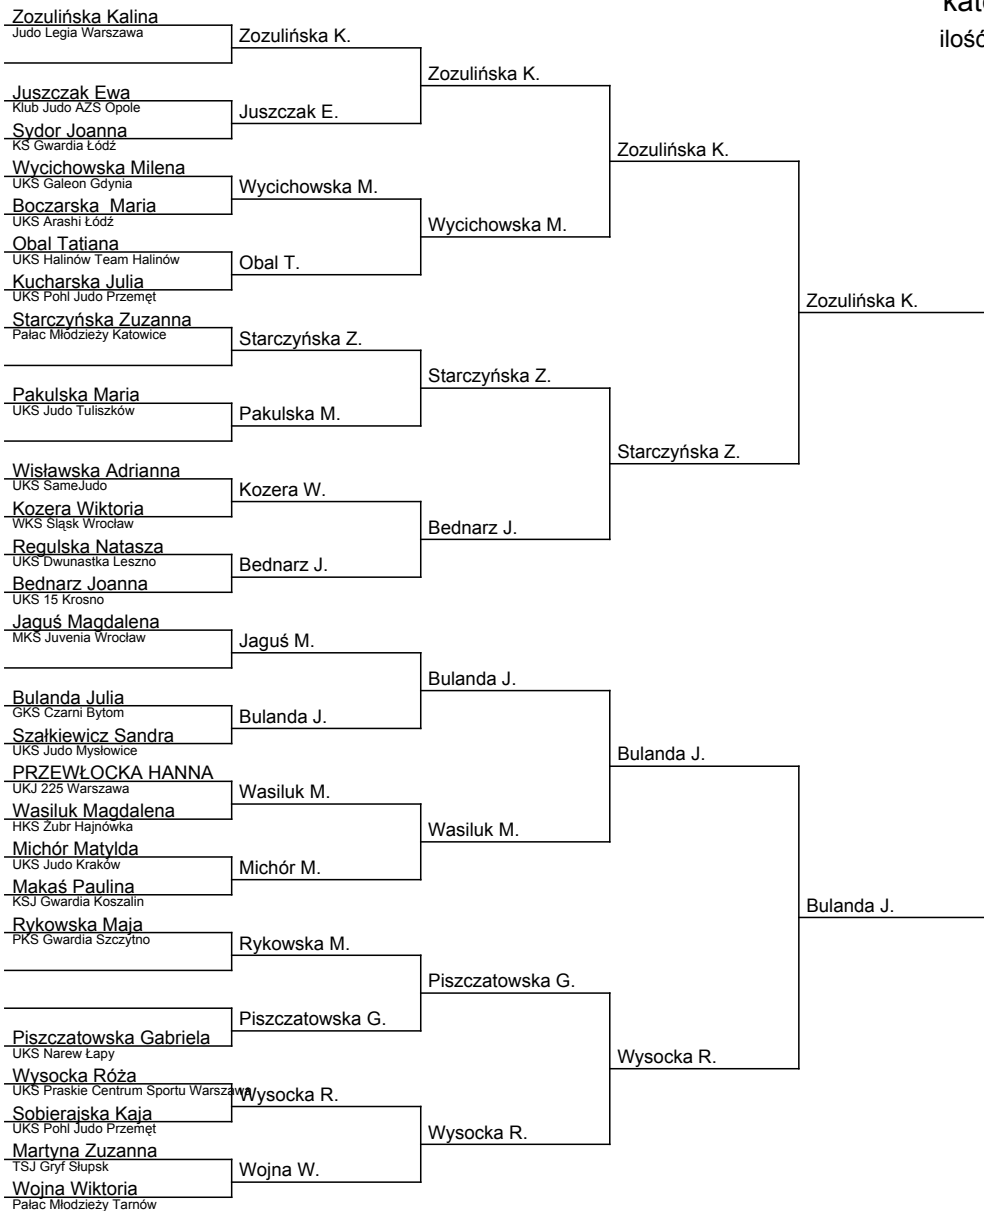 kate
ilość
Zozulińska Kalina
Judo Legia Warszawa
Juszczak Ewa
Klub Judo AZS Opole
Sydor Joanna
KS Gwardia Łódź
Wycichowska Milena
UKS Galeon Gdynia
Boczarska Maria
UKS Arashi Łódź
Obal Tatiana
UKS Halinów Team Halinów
Kucharska Julia
UKS Pohl Judo Przemęt
Starczyńska Zuzanna
Pałac Młodzieży Katowice
Pakulska Maria
UKS Judo Tuliszków
Wisławska Adrianna
UKS SameJudo
Kozera Wiktoria
WKS Śląsk Wrocław
Regulska Natasza
UKS Dwunastka Leszno
Bednarz Joanna
UKS 15 Krosno
Jaguś Magdalena
MKS Juvenia Wrocław
Bulanda Julia
GKS Czarni Bytom
Szałkiewicz Sandra
UKS Judo Mysłowice
PRZEWŁOCKA HANNA
UKJ 225 Warszawa
Wasiluk Magdalena
HKS Żubr Hajnówka
Michór Matylda
UKS Judo Kraków
Makaś Paulina
KSJ Gwardia Koszalin
Rykowska Maja
PKS Gwardia Szczytno
Piszczatowska Gabriela
UKS Narew Łapy
Wysocka Róża
UKS Praskie Centrum Sportu Warszawa
Sobierajska Kaja
UKS Pohl Judo Przemęt
Martyna Zuzanna
TSJ Gryf Słupsk
Wojna Wiktoria
Pałac Młodzieży Tarnów
Zozulińska K.
Juszczak E.
Wycichowska M.
Obal T.
Starczyńska Z.
Pakulska M.
Kozera W.
Bednarz J.
Jaguś M.
Bulanda J.
Wasiluk M.
Michór M.
Rykowska M.
Piszczatowska G.
Wysocka R.
Wojna W.
Zozulińska K.
Wycichowska M.
Starczyńska Z.
Bednarz J.
Bulanda J.
Wasiluk M.
Piszczatowska G.
Wysocka R.
Zozulińska K.
Starczyńska Z.
Bulanda J.
Wysocka R.
Zozulińska K.
Bulanda J.